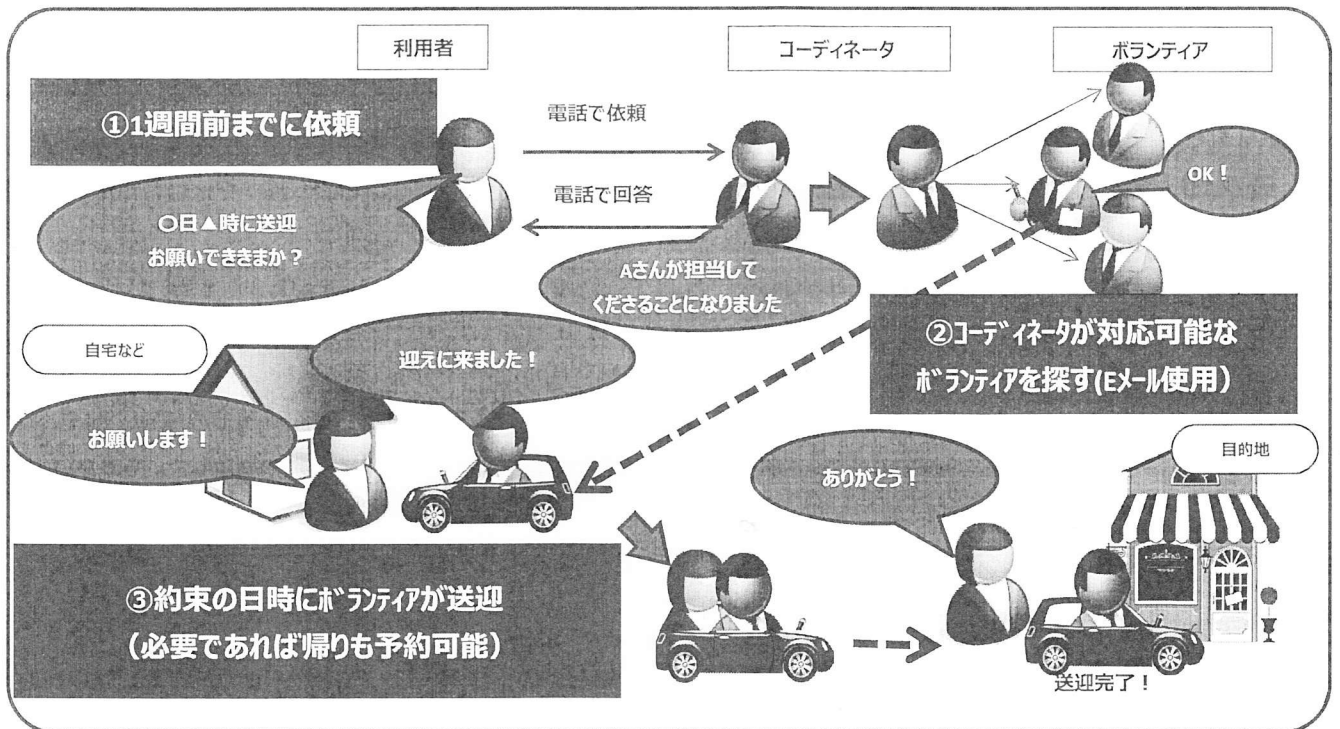 利用者
コーディネータ
ボランティア
①1週間前までに依頼
電話で依頼
電話で回答
OK！
〇日▲時に送迎
お願いでききまか？
Aさんが担当して
くださることになりました
②コーディネータが対応可能な
ボランティアを探す(Eメール使用)
自宅など
迎えに来ました！
お願いします！
目的地
ありがとう！
③約束の日時にボランティアが送迎
（必要であれば帰りも予約可能）
送迎完了！